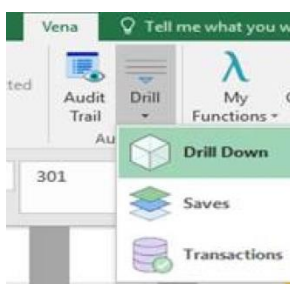 Vena Tell me what you w
ted
Audit Trail
Drill
My Functions
Au
301
Drill Down
Saves
Transactions